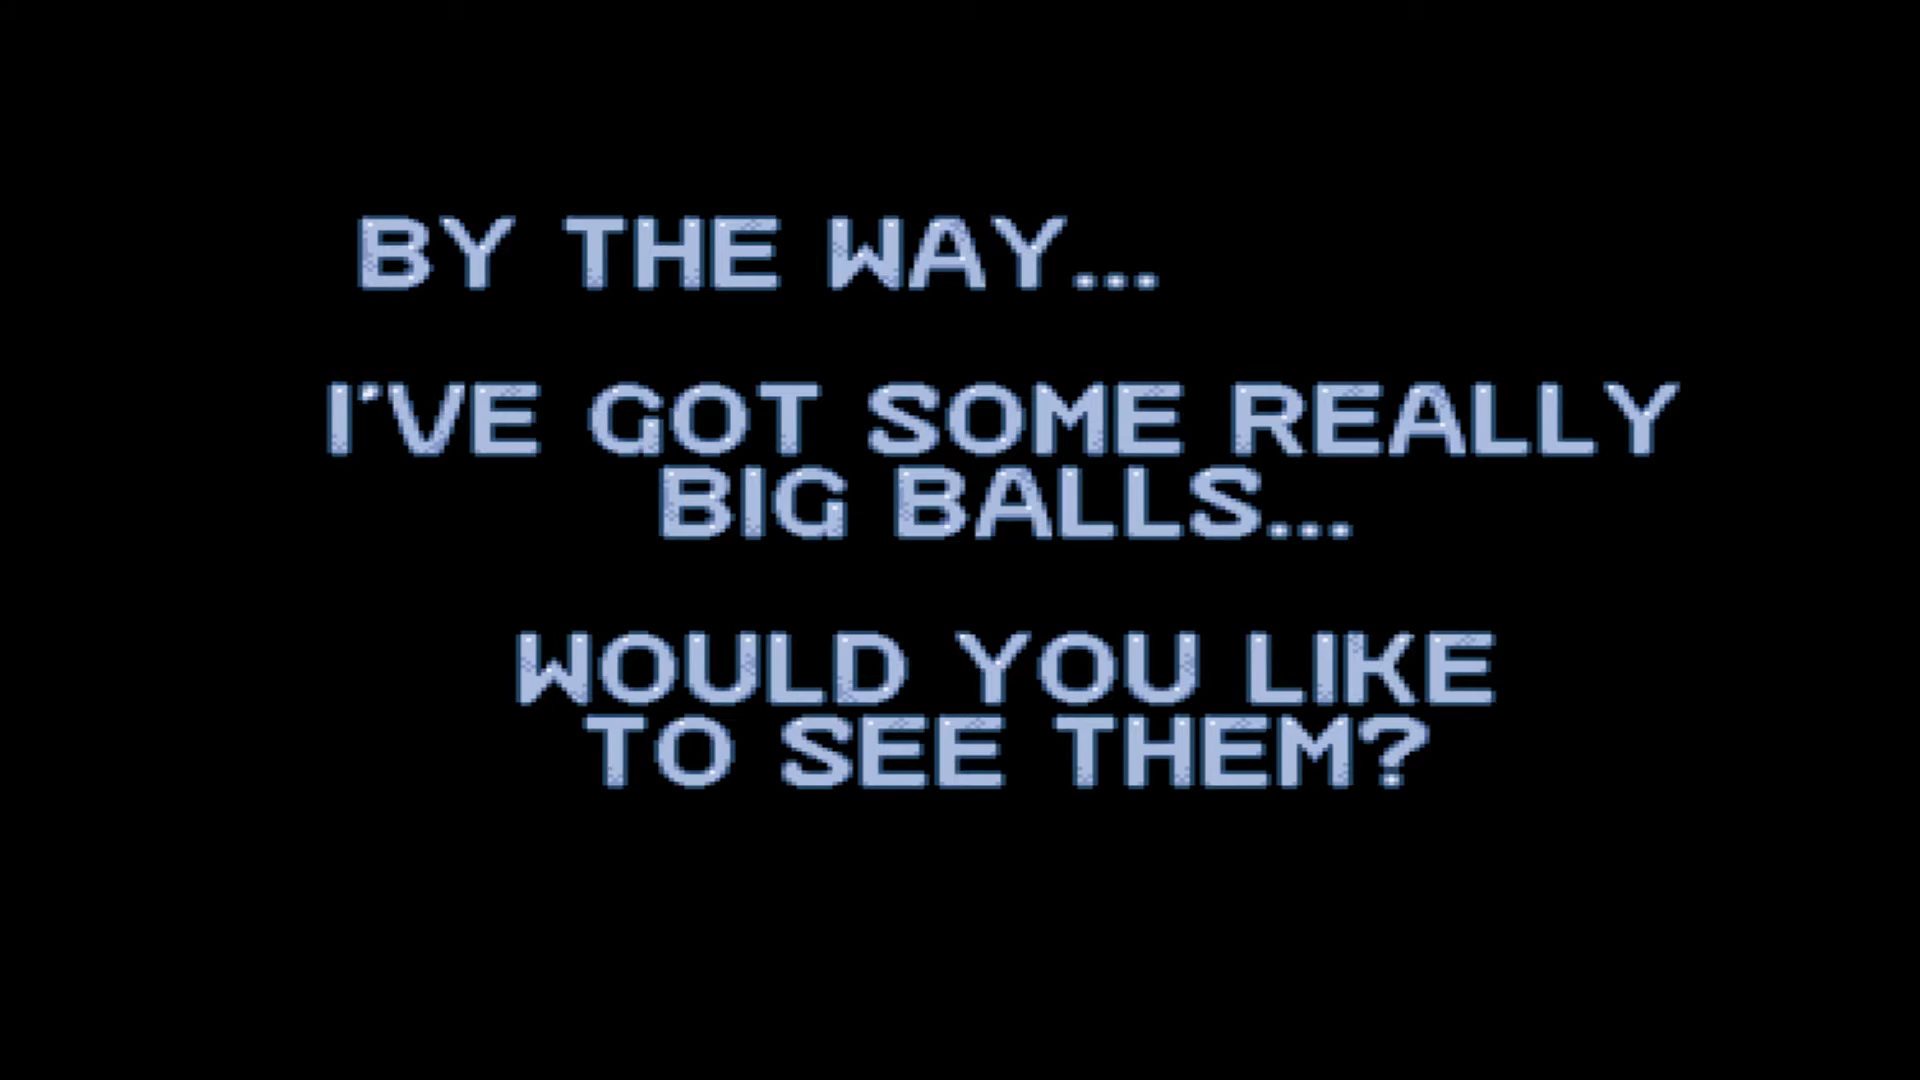 BY THE WAY...
I'VE GOT SOME REALLY
BIG BALLS...
WOULD YOU LIKE
TO SEE THEM?